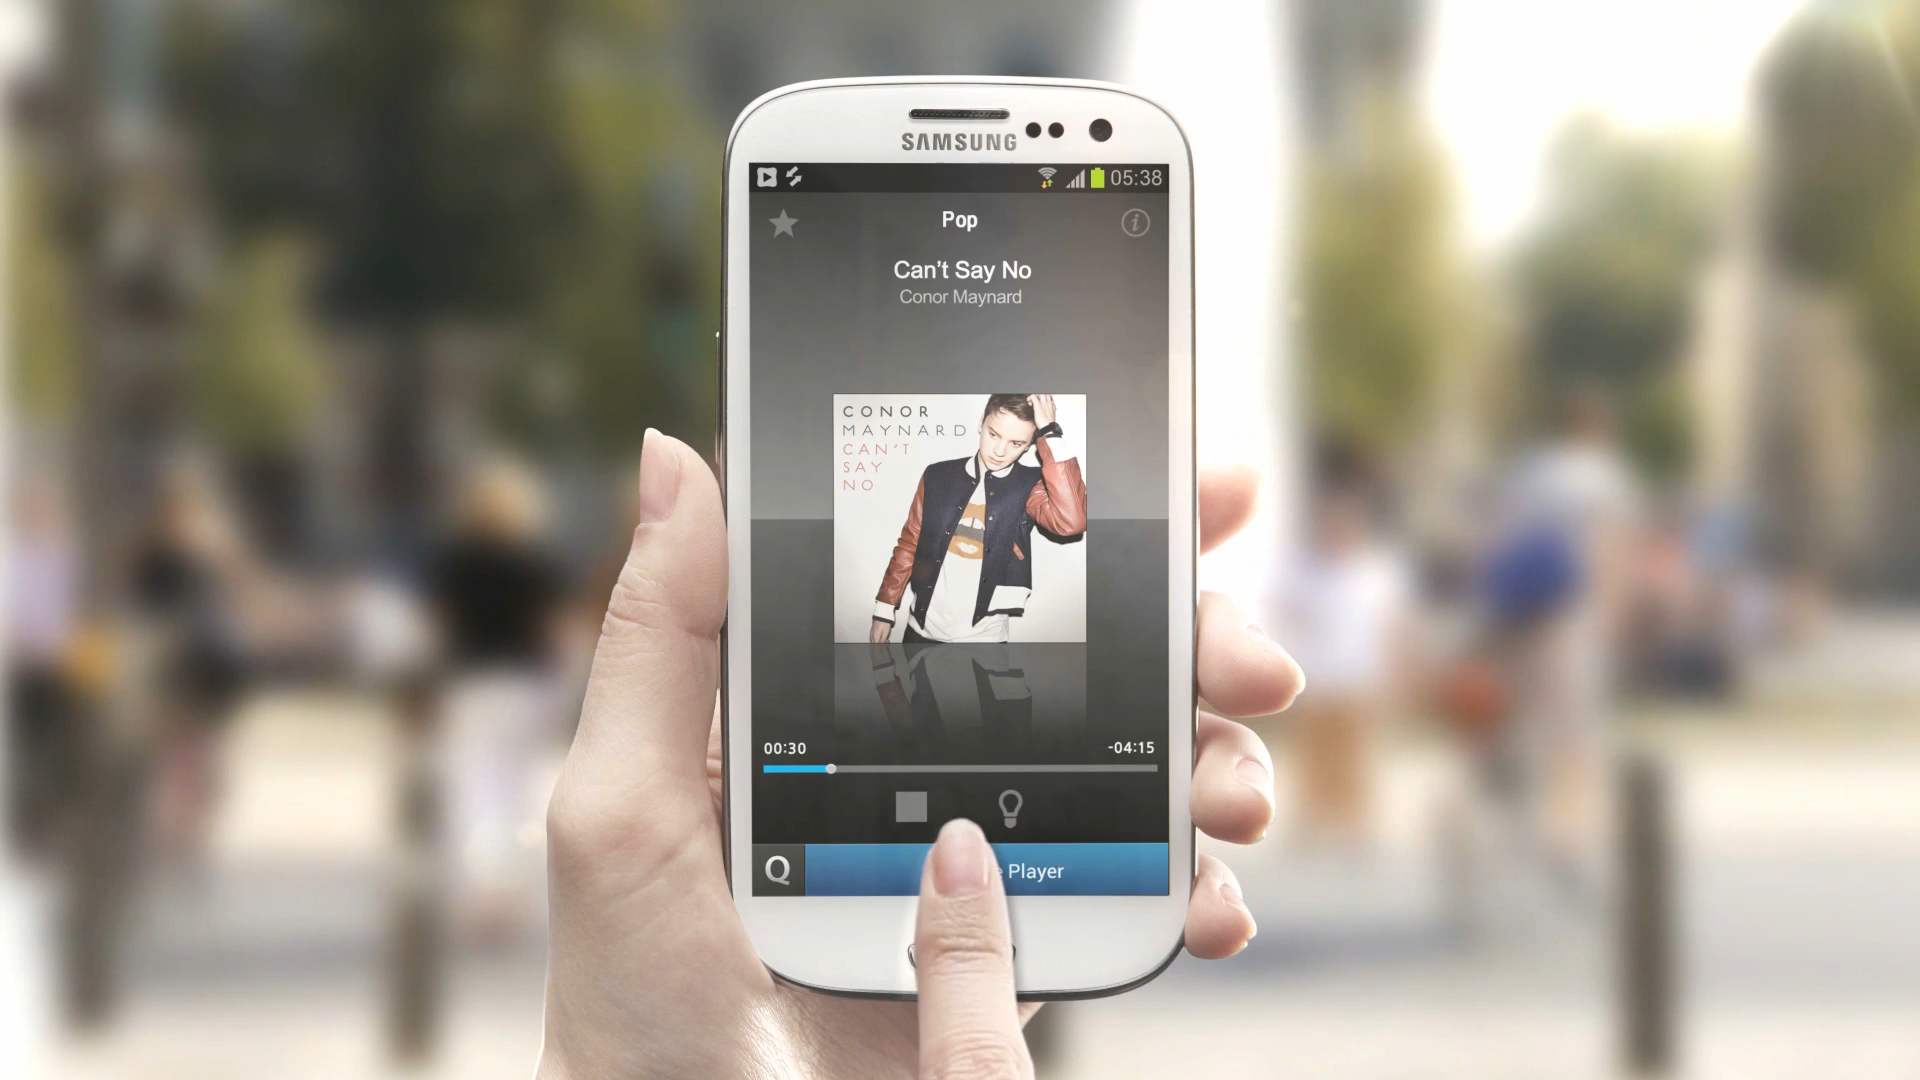 SAMSUNG
05:38
Pop
Can't Say No
Conor Maynard
CONOR
MAYNARD
CAN'T
SAY
NO
00:30
-04:15
Q
Player